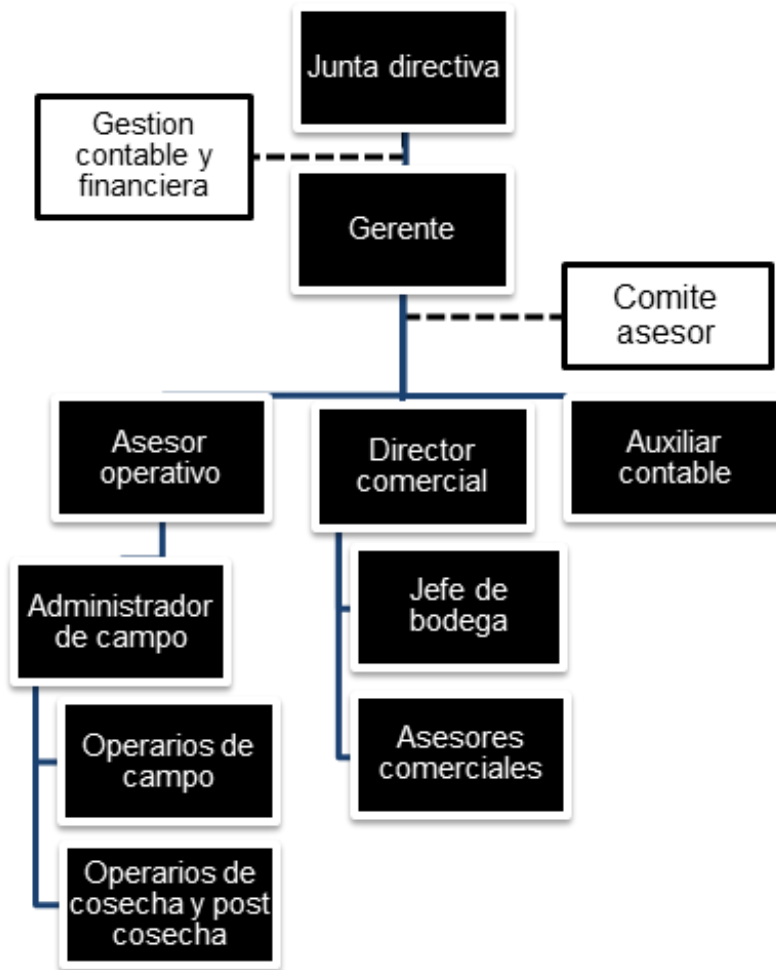 Junta directiva
Gestion
contable y
financiera
Gerente
Comite
asesor
Asesor
operativo
Director
comercial
Auxiliar
contable
Administrador
de campo
Jefe de
bodega
Operarios de
campo
Asesores
comerciales
Operarios de
cosecha y post
cosecha